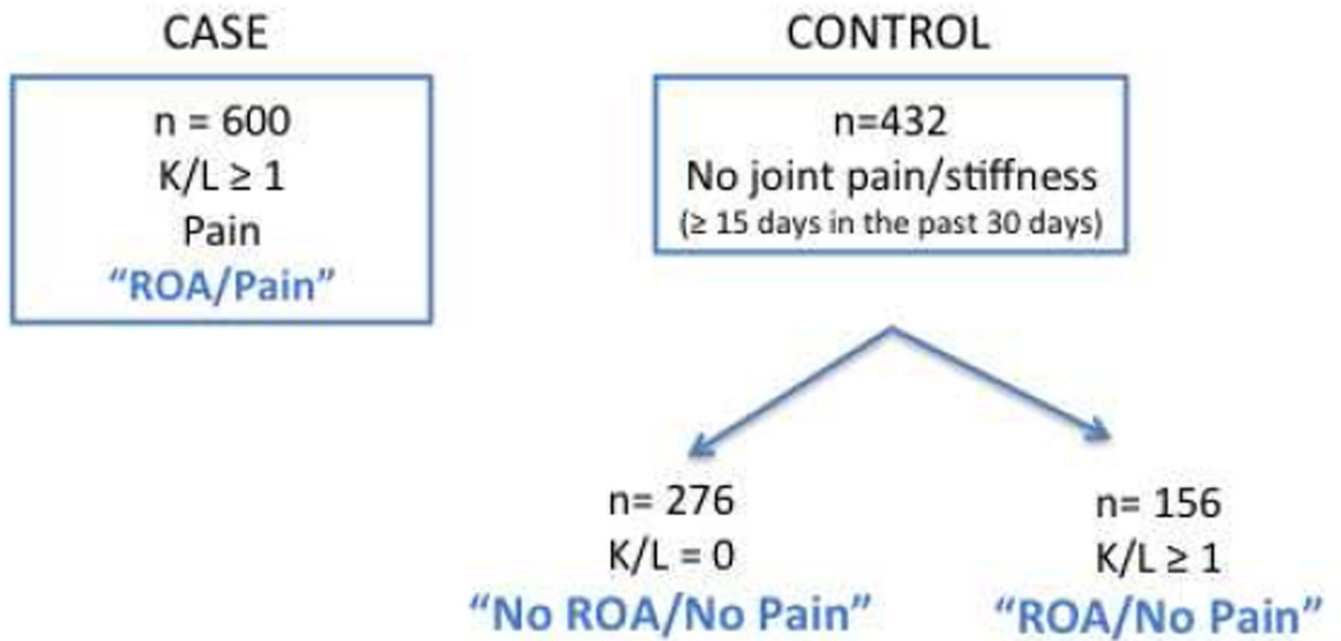 CASE
n = 600
K/L ≥ 1
Pain
“ROA/Pain”
CONTROL
n=432
No joint pain/stiffness
(≥ 15 days in the past 30 days)
n= 276
K/L = 0
“No ROA/No Pain”
n= 156
K/L ≥ 1
“ROA/No Pain”